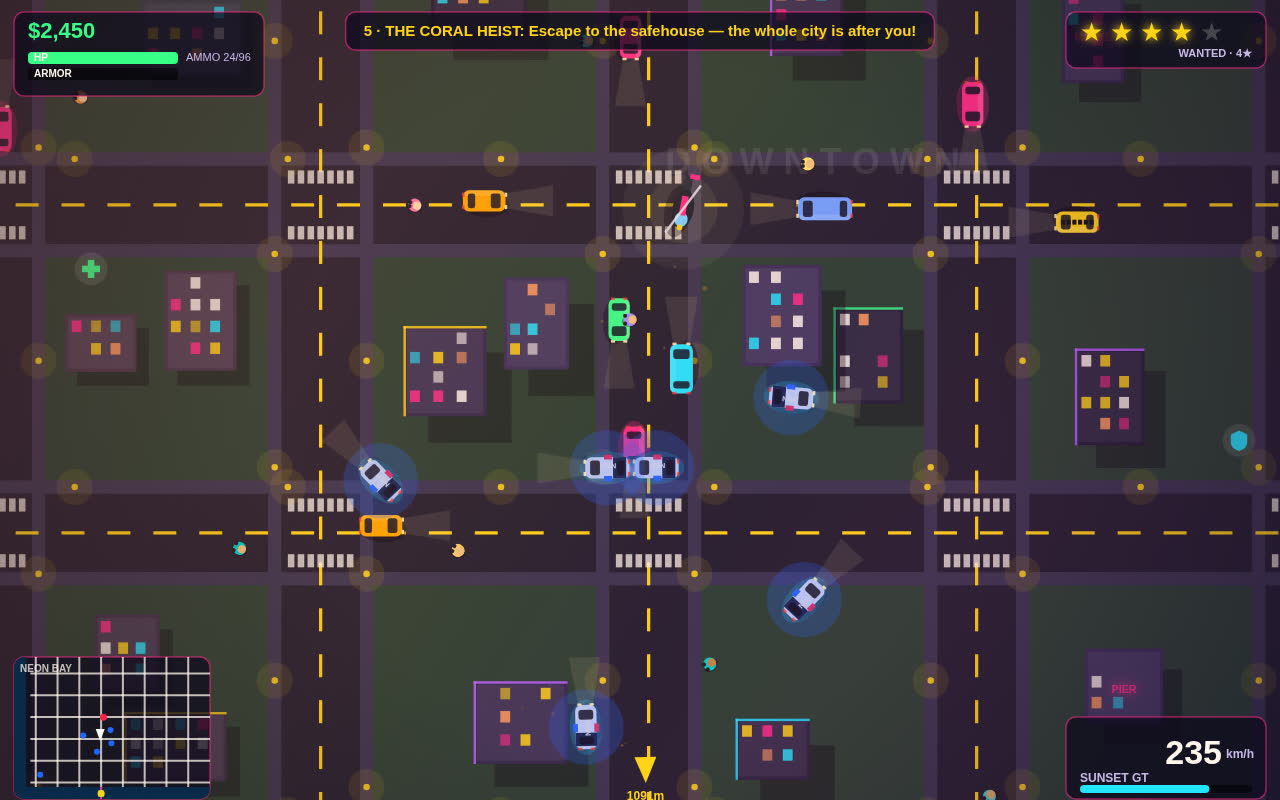 $2,450
HP
AMMO 24/96
ARMOR
5 · THE CORAL HEIST: Escape to the safehouse — the whole city is after you!
WANTED · 4★
DOWNTOWN
NEON BAY
PIER
235 km/h
SUNSET GT
1091m